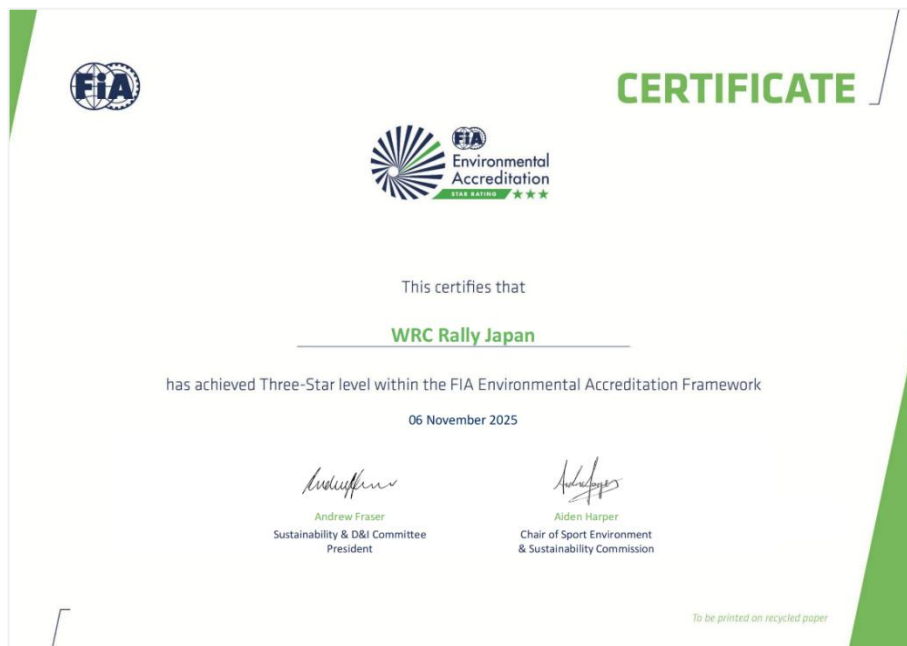 FiA
CERTIFICATE
FiA
Environmental
Accreditation
STAR RATING
This certifies that
WRC Rally Japan
has achieved Three-Star level within the FIA Environmental Accreditation Framework
06 November 2025
Andrew Fraser
Aiden Harper
Sustainability & D&I Committee
President
Chair of Sport Environment
& Sustainability Commission
To be printed on recycled paper